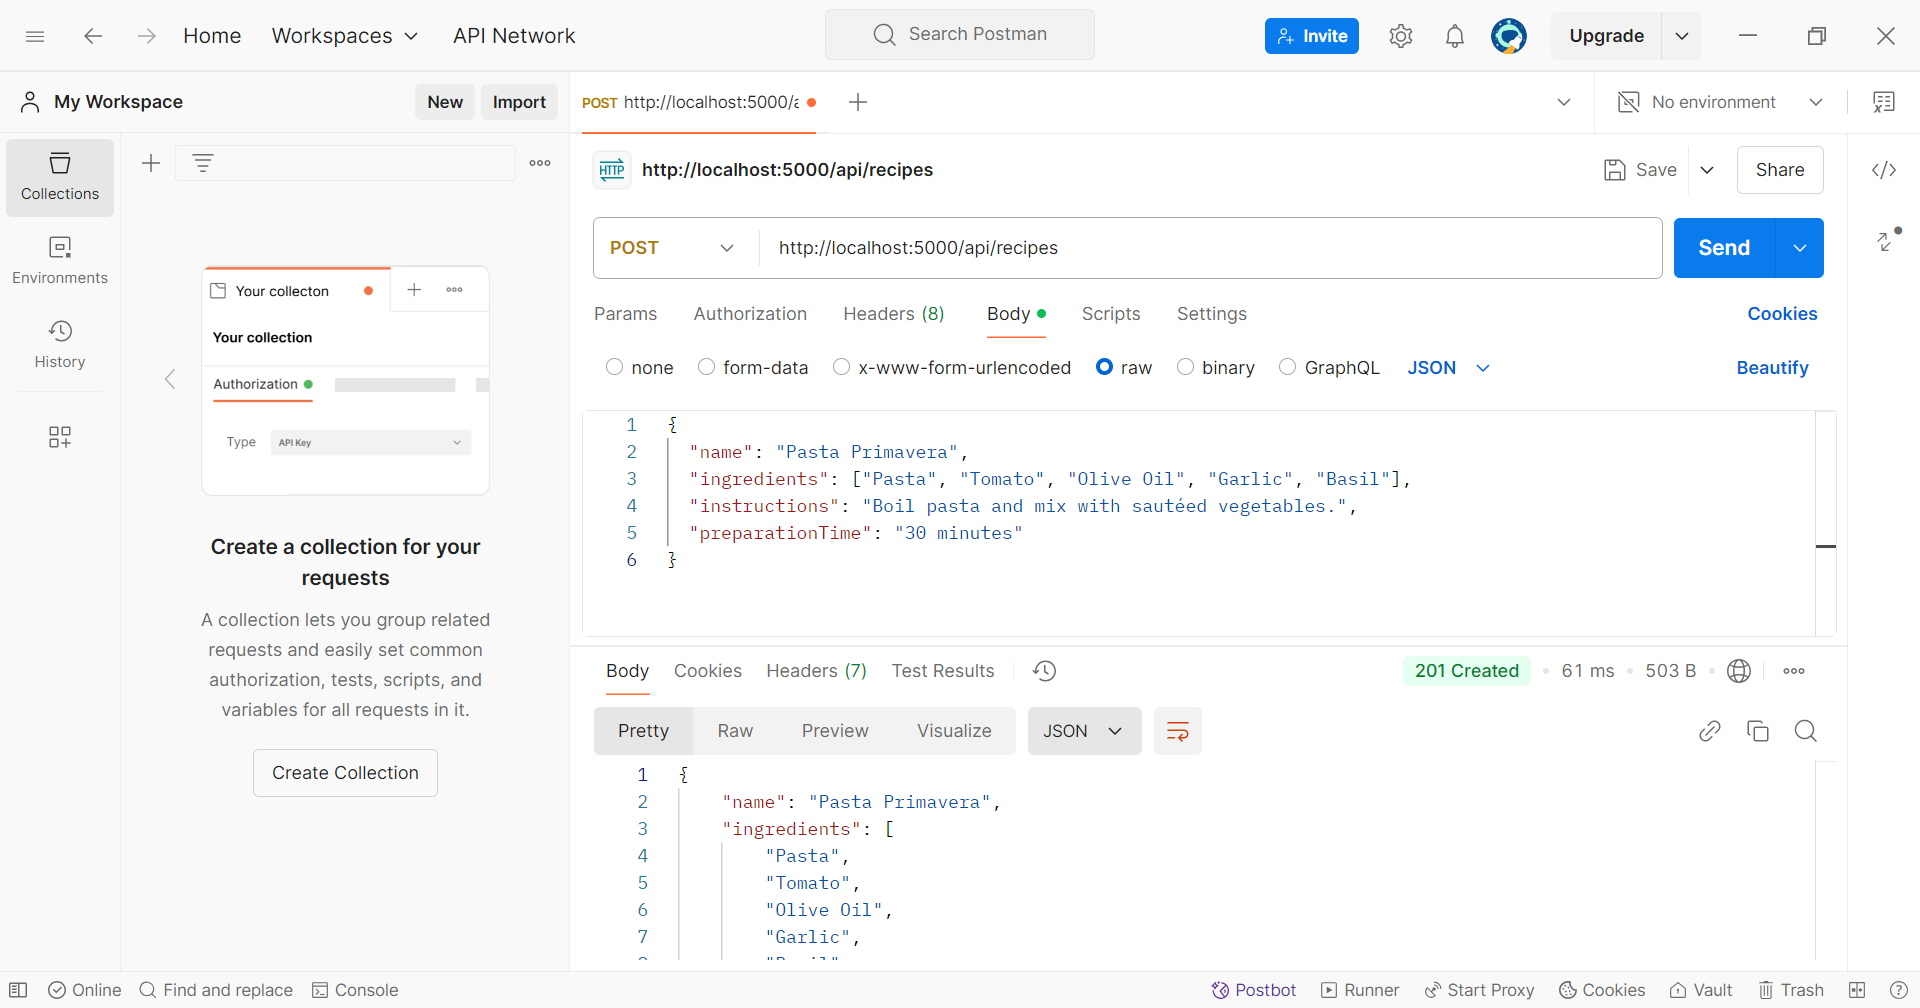 Home Workspaces API Network Search Postman Invite Upgrade
My Workspace New Import POST http://localhost:5000/a No environment
Collections
Environments
History
Your collecton
Your collection
Authorization
Type API Key
Create a collection for your
requests
A collection lets you group related
requests and easily set common
authorization, tests, scripts, and
variables for all requests in it.
Create Collection
HTTP http://localhost:5000/api/recipes Save Share
POST http://localhost:5000/api/recipes Send
Params Authorization Headers (8) Body Scripts Settings Cookies
none form-data x-www-form-urlencoded raw binary GraphQL JSON Beautify
1 {
2 "name": "Pasta Primavera",
3 "ingredients": ["Pasta", "Tomato", "Olive Oil", "Garlic", "Basil"],
4 "instructions": "Boil pasta and mix with sautéed vegetables.",
5 "preparationTime": "30 minutes"
6 }
Body Cookies Headers (7) Test Results 201 Created 61 ms 503 B
Pretty Raw Preview Visualize JSON
1 {
2 "name": "Pasta Primavera",
3 "ingredients": [
4 "Pasta",
5 "Tomato",
6 "Olive Oil",
7 "Garlic",
Online Find and replace Console Postbot Runner Start Proxy Cookies Vault Trash